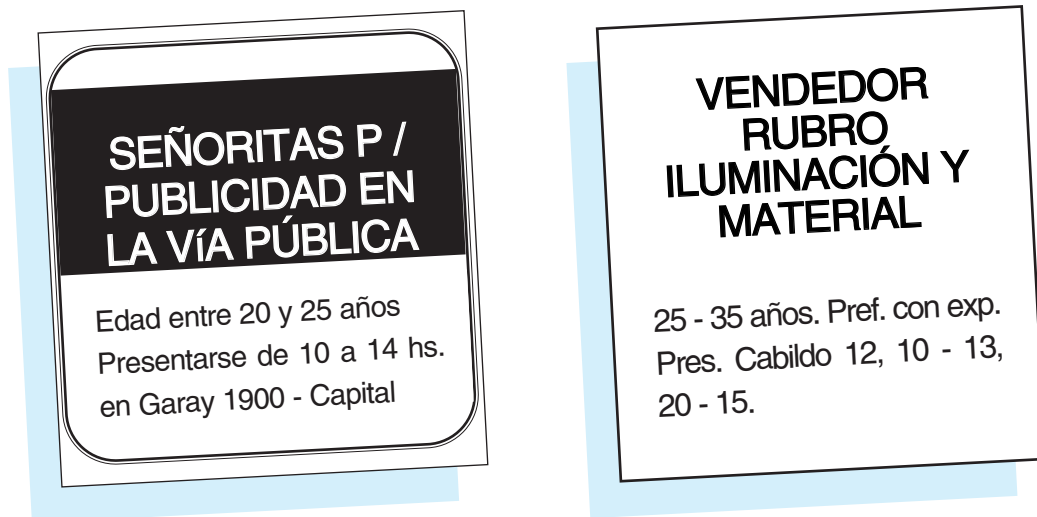 SEÑORITAS P /
PUBLICIDAD EN
LA VíA PÚBLICA
Edad entre 20 y 25 años
Presentarse de 10 a 14 hs.
en Garay 1900 - Capital
VENDEDOR
RUBRO
ILUMINACIÓN Y
MATERIAL
25 - 35 años. Pref. con exp.
Pres. Cabildo 12, 10 - 13,
20 - 15.